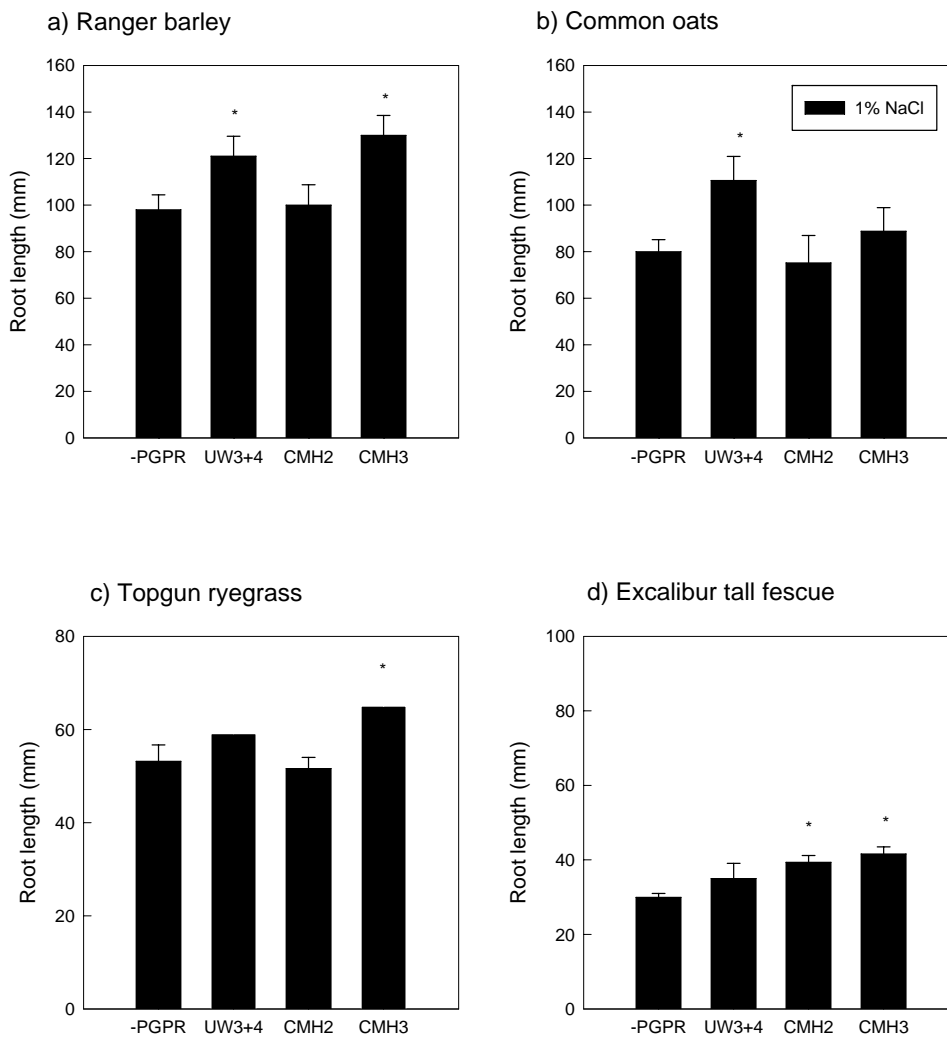 a) Ranger barley
Root length (mm)
160
140
120
100
80
60
40
20
0
*
*
-PGPR
UW3+4
CMH2
CMH3
b) Common oats
Root length (mm)
160
140
120
100
80
60
40
20
0
1% NaCl
*
-PGPR
UW3+4
CMH2
CMH3
c) Topgun ryegrass
Root length (mm)
80
60
40
20
0
*
-PGPR
UW3+4
CMH2
CMH3
d) Excalibur tall fescue
Root length (mm)
100
80
60
40
20
0
*
*
-PGPR
UW3+4
CMH2
CMH3